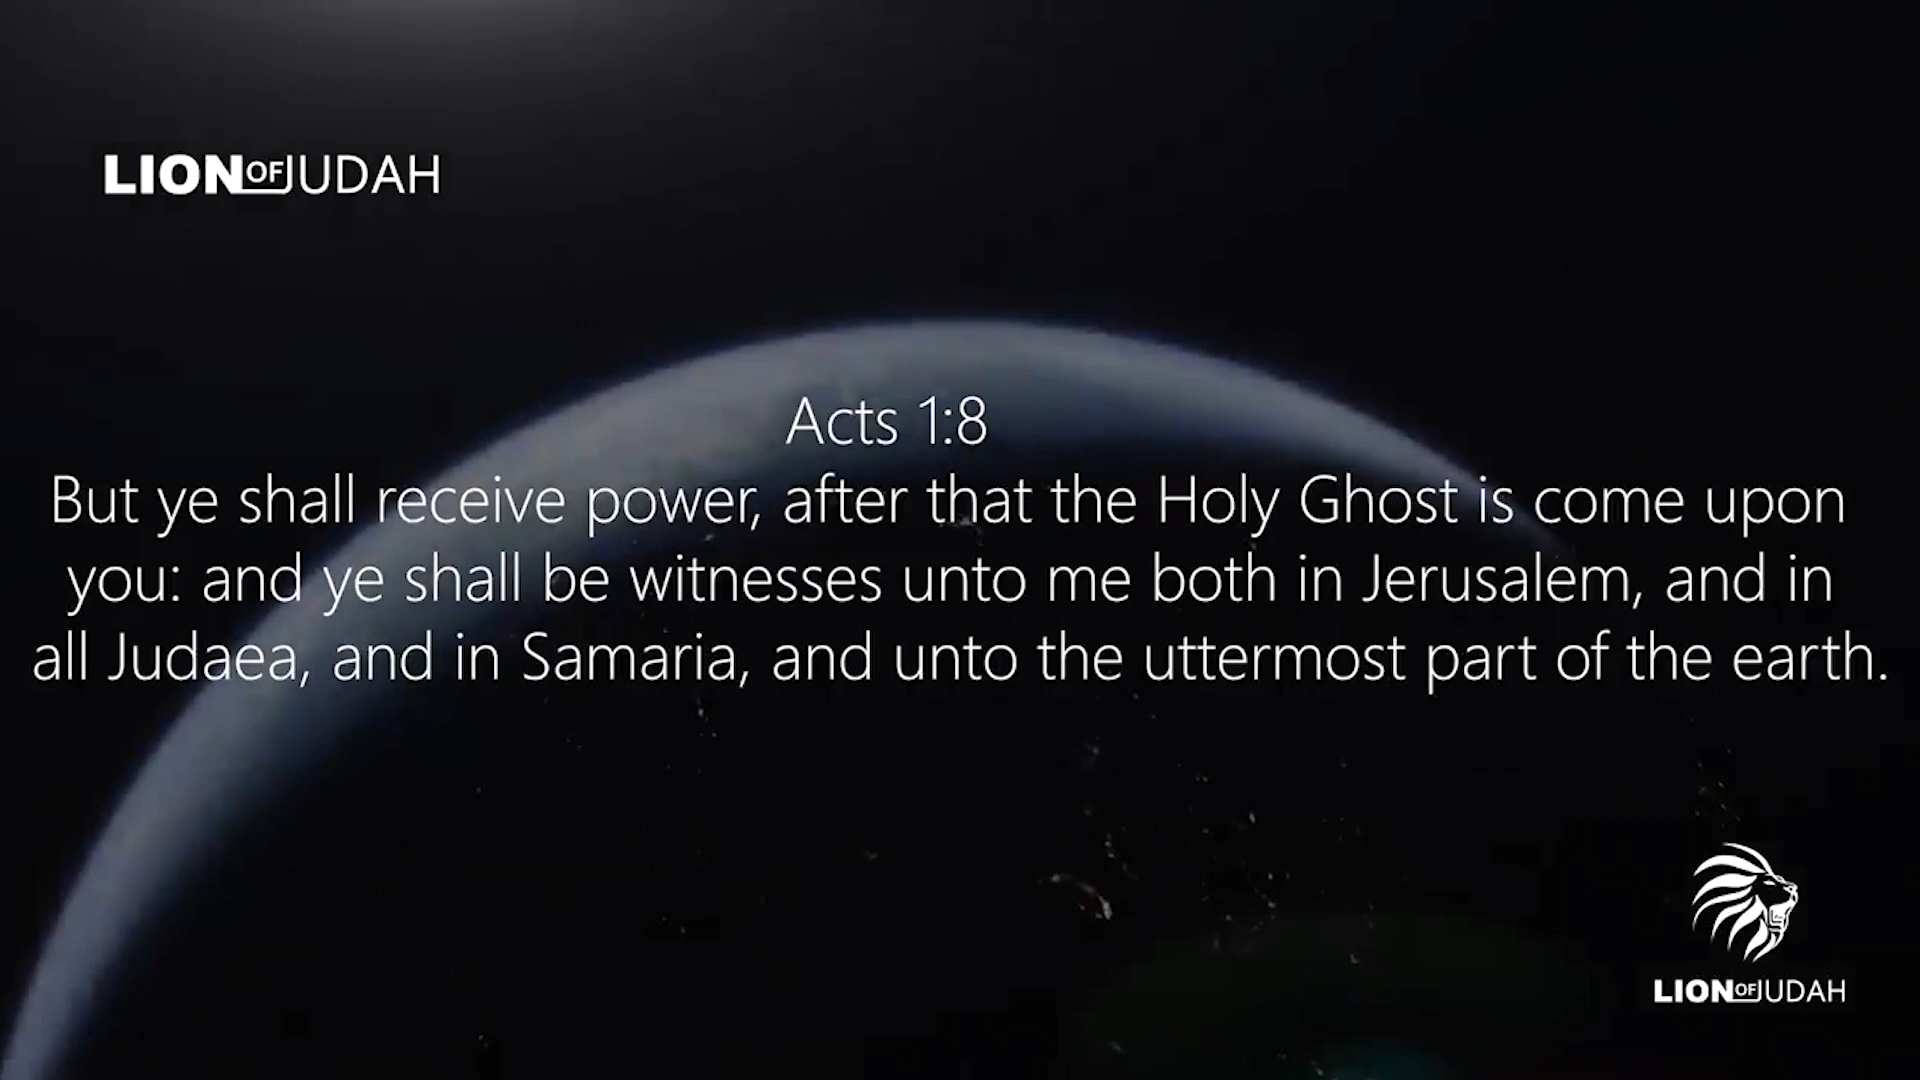 LION OF JUDAH
Acts 1:8
But ye shall receive power, after that the Holy Ghost is come upon
you: and ye shall be witnesses unto me both in Jerusalem, and in
all Judaea, and in Samaria, and unto the uttermost part of the earth.
LION OF JUDAH